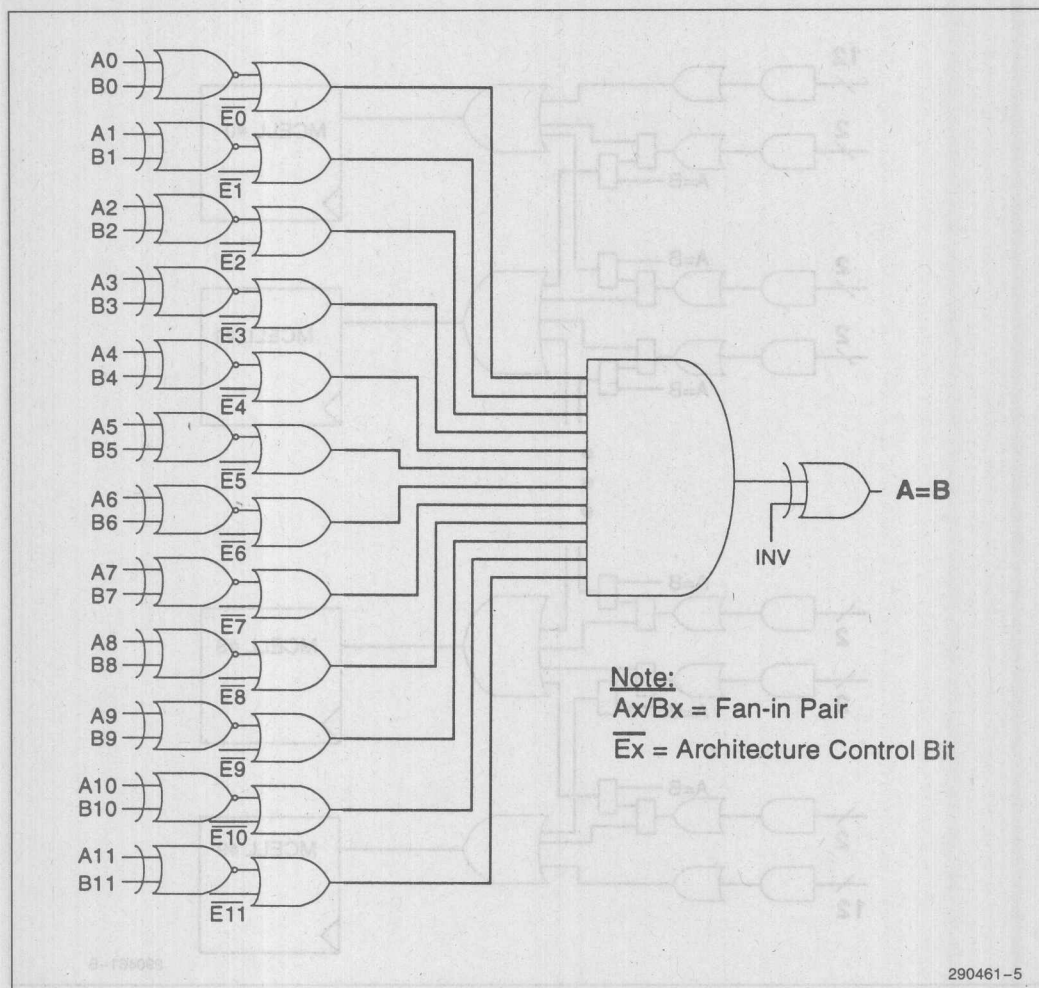 A0
B0
E0
A1
B1
E1
A2
B2
E2
A3
B3
E3
A4
B4
E4
A5
B5
E5
A6
B6
E6
A7
B7
E7
A8
B8
E8
A9
B9
E9
A10
B10
E10
A11
B11
E11
INV
A=B
Note:
Ax/Bx = Fan-in Pair
E̅x̅ = Architecture Control Bit
290461–5